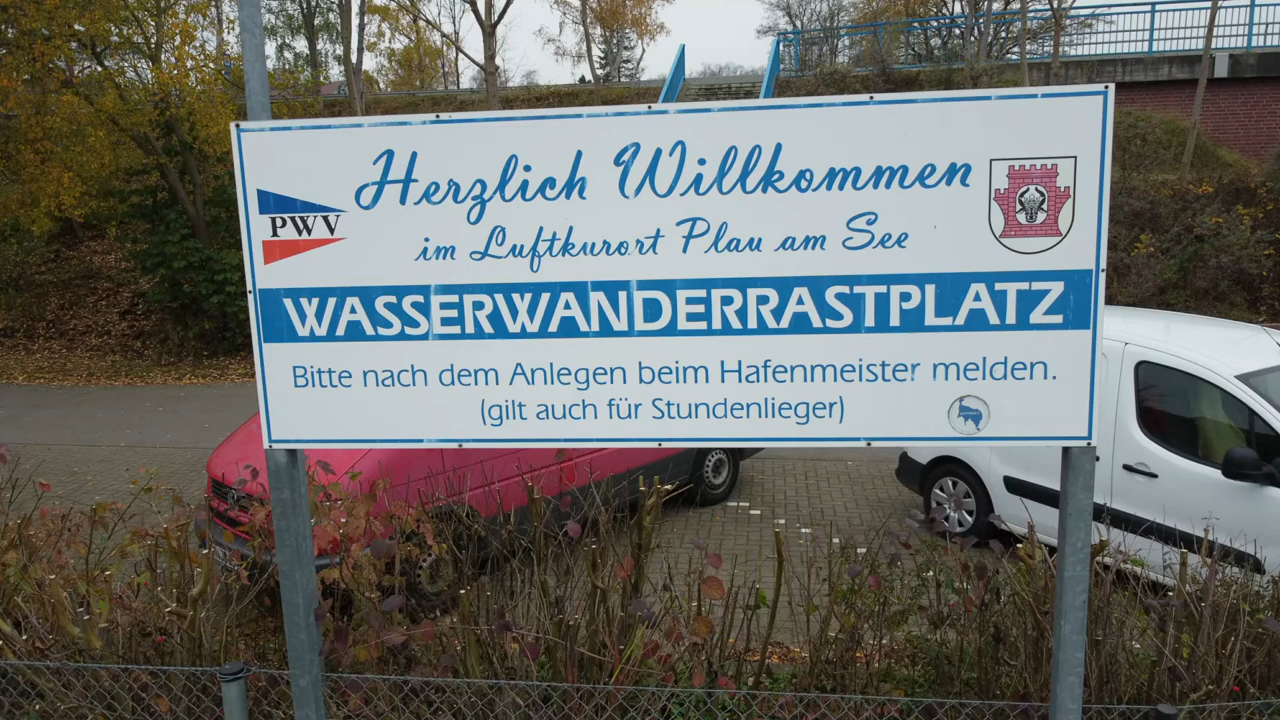 Herzlich Willkommen
PWV
im Luftkurort Plau am See
WASSERWANDERRASTPLATZ
Bitte nach dem Anlegen beim Hafenmeister melden.
(gilt auch für Stundenlieger)